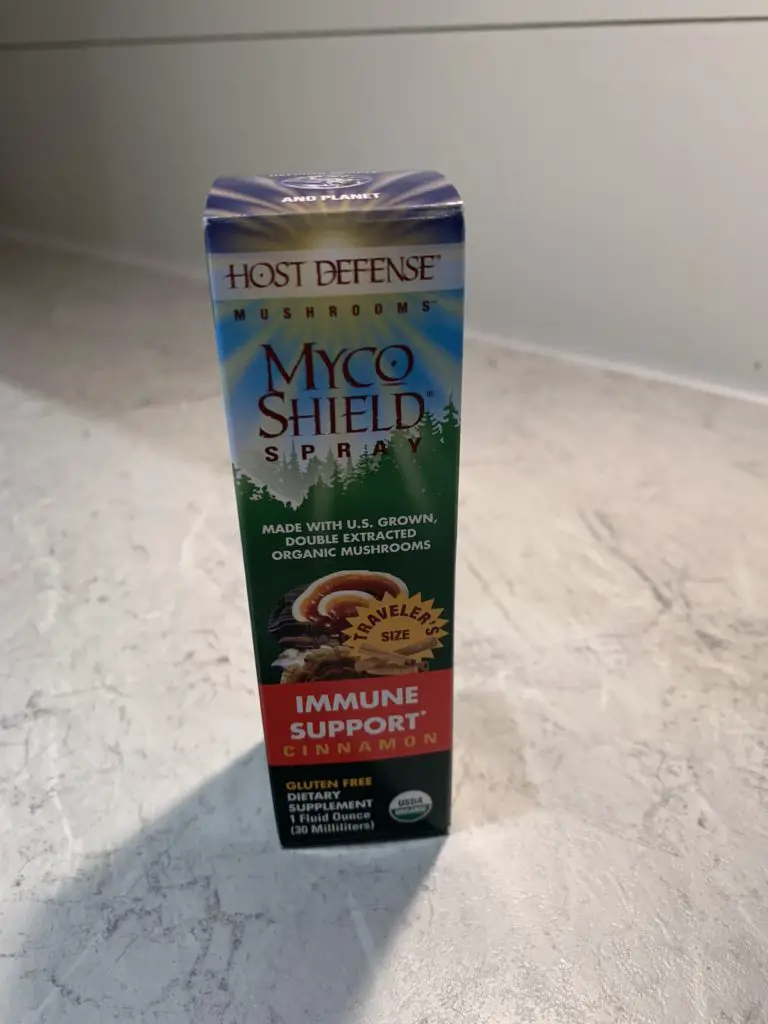 AND PLANET
HOST DEFENSE®
MUSHROOMS™
MYCO
SHIELD®
SPRAY
MADE WITH U.S. GROWN,
DOUBLE EXTRACTED
ORGANIC MUSHROOMS
TRAVELER'S
SIZE
IMMUNE
SUPPORT*
CINNAMON
GLUTEN FREE
DIETARY
SUPPLEMENT
1 Fluid Ounce
(30 Milliliters)
USDA
ORGANIC